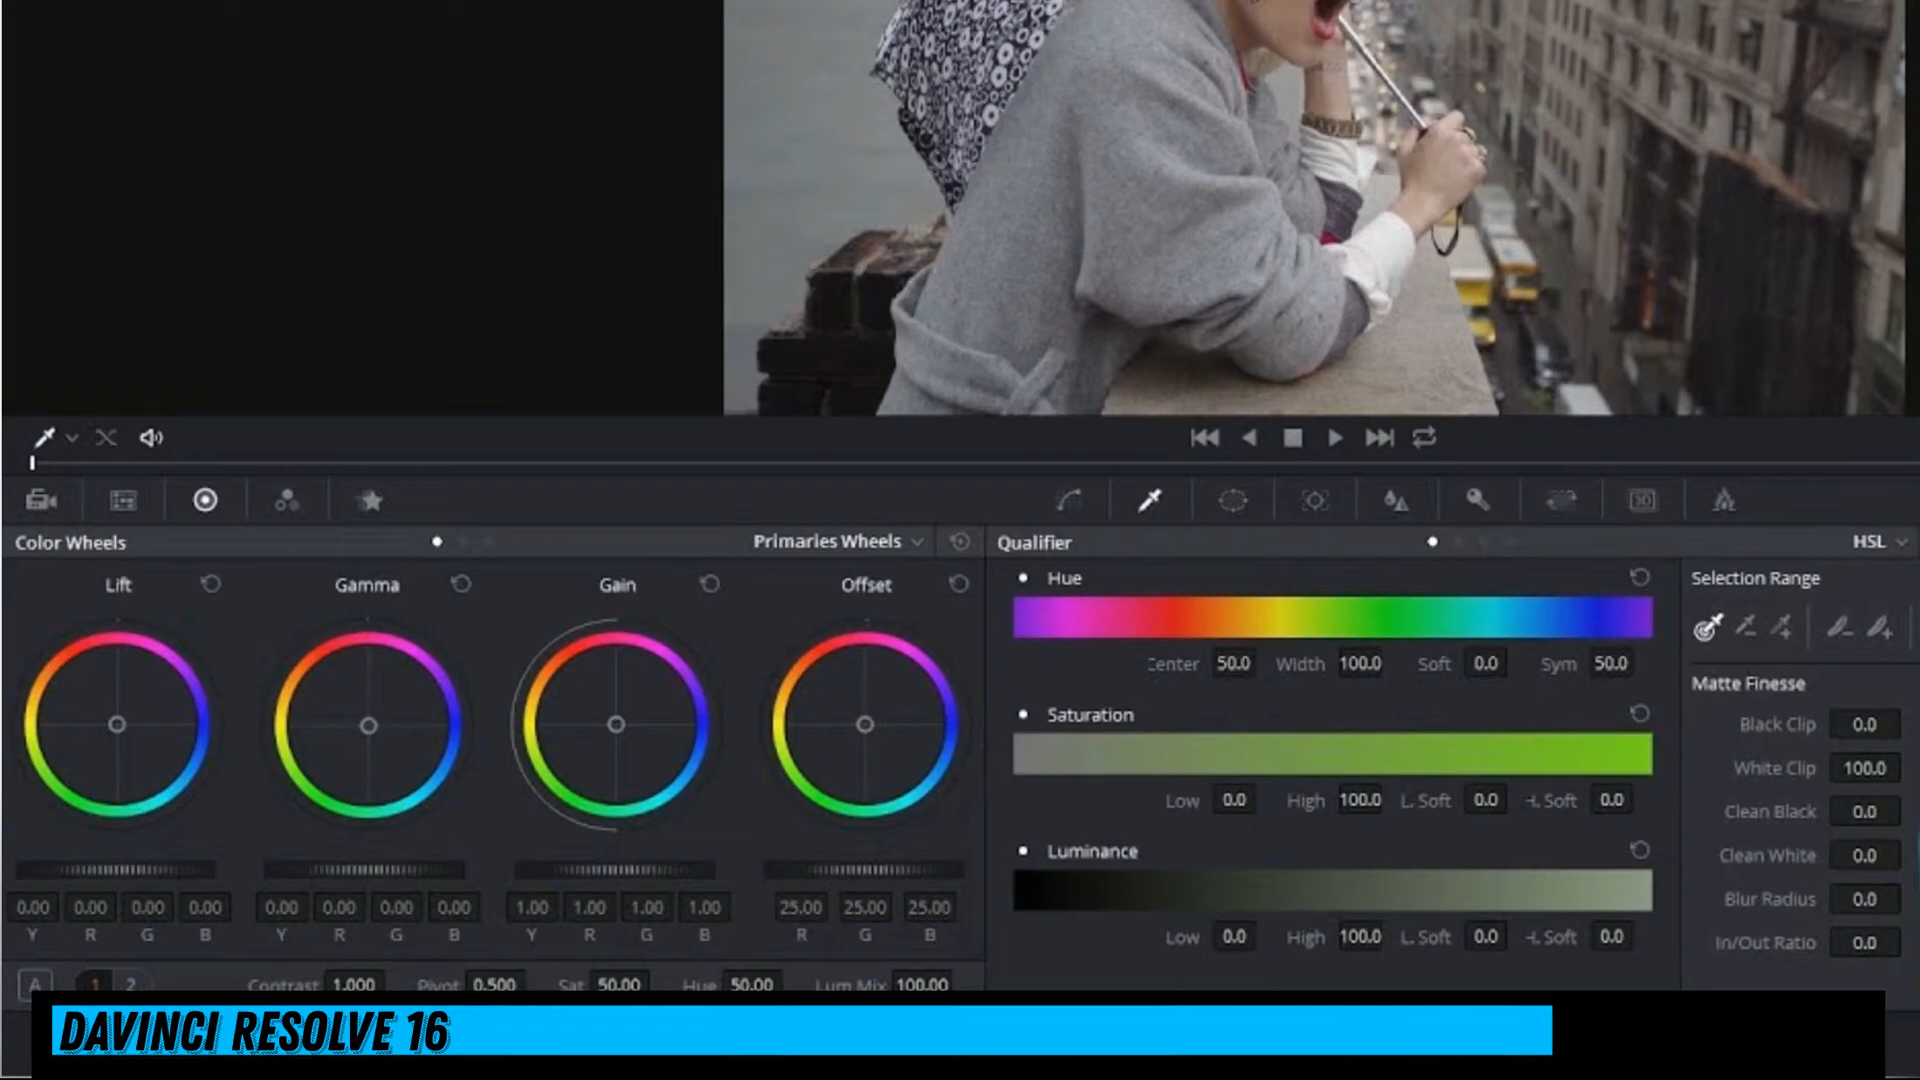 Color Wheels
Primaries Wheels
Qualifier
HSL
Lift
Gamma
Gain
Offset
Hue
Selection Range
Center 50.0 Width 100.0 Soft 0.0 Sym 50.0
Matte Finesse
Saturation
Black Clip 0.0
White Clip 100.0
Low 0.0 High 100.0 L. Soft 0.0 H. Soft 0.0
Clean Black 0.0
Luminance
Clean White 0.0
Blur Radius 0.0
0.00 0.00 0.00 0.00 0.00 0.00 0.00 0.00 1.00 1.00 1.00 1.00 25.00 25.00 25.00
Y R G B Y R G B Y R G B R G B
Low 0.0 High 100.0 L. Soft 0.0 H. Soft 0.0
In/Out Ratio 0.0
A 1 2 Contrast 1.000 Pivot 0.500 Sat 50.00 Hue 50.00 Lum Mix 100.00
3D
DAVINCI RESOLVE 16